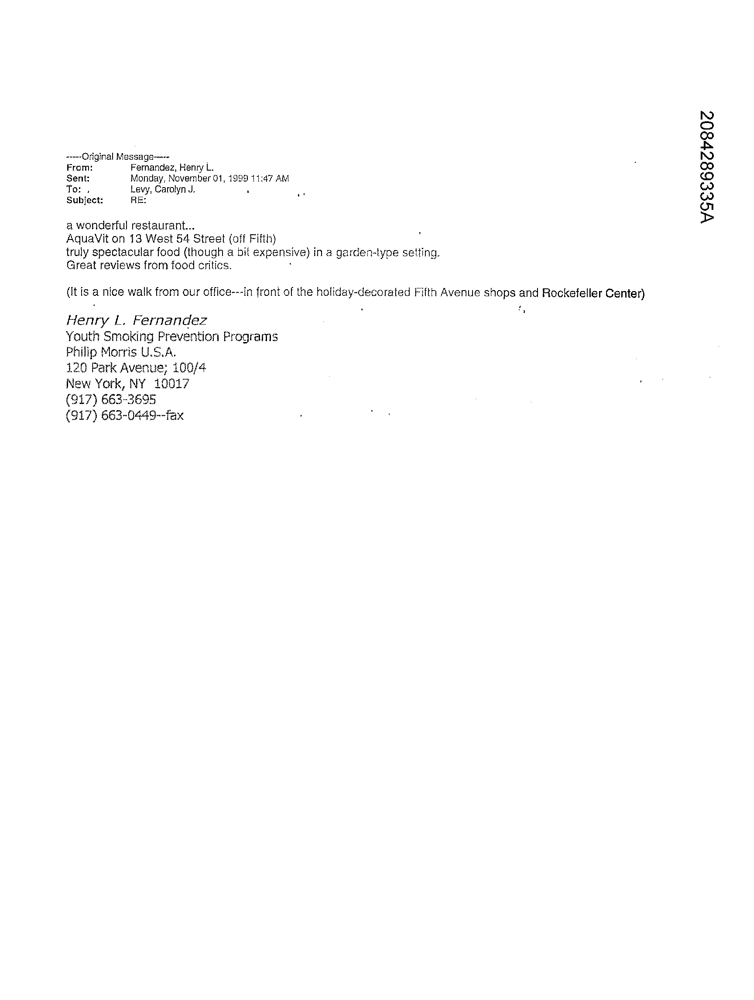 -----Original Message-----
From: Fernandez, Henry L.
Sent: Monday, November 01, 1999 11:47 AM
To: Levy, Carolyn J.
Subject: RE:
a wonderful restaurant...
AquaVit on 13 West 54 Street (off Fifth)
truly spectacular food (though a bit expensive) in a garden-type setting.
Great reviews from food critics.
(It is a nice walk from our office---in front of the holiday-decorated Fifth Avenue shops and Rockefeller Center)
Henry L. Fernandez
Youth Smoking Prevention Programs
Philip Morris U.S.A.
120 Park Avenue; 100/4
New York, NY 10017
(917) 663-3695
(917) 663-0449--fax
2084289335A